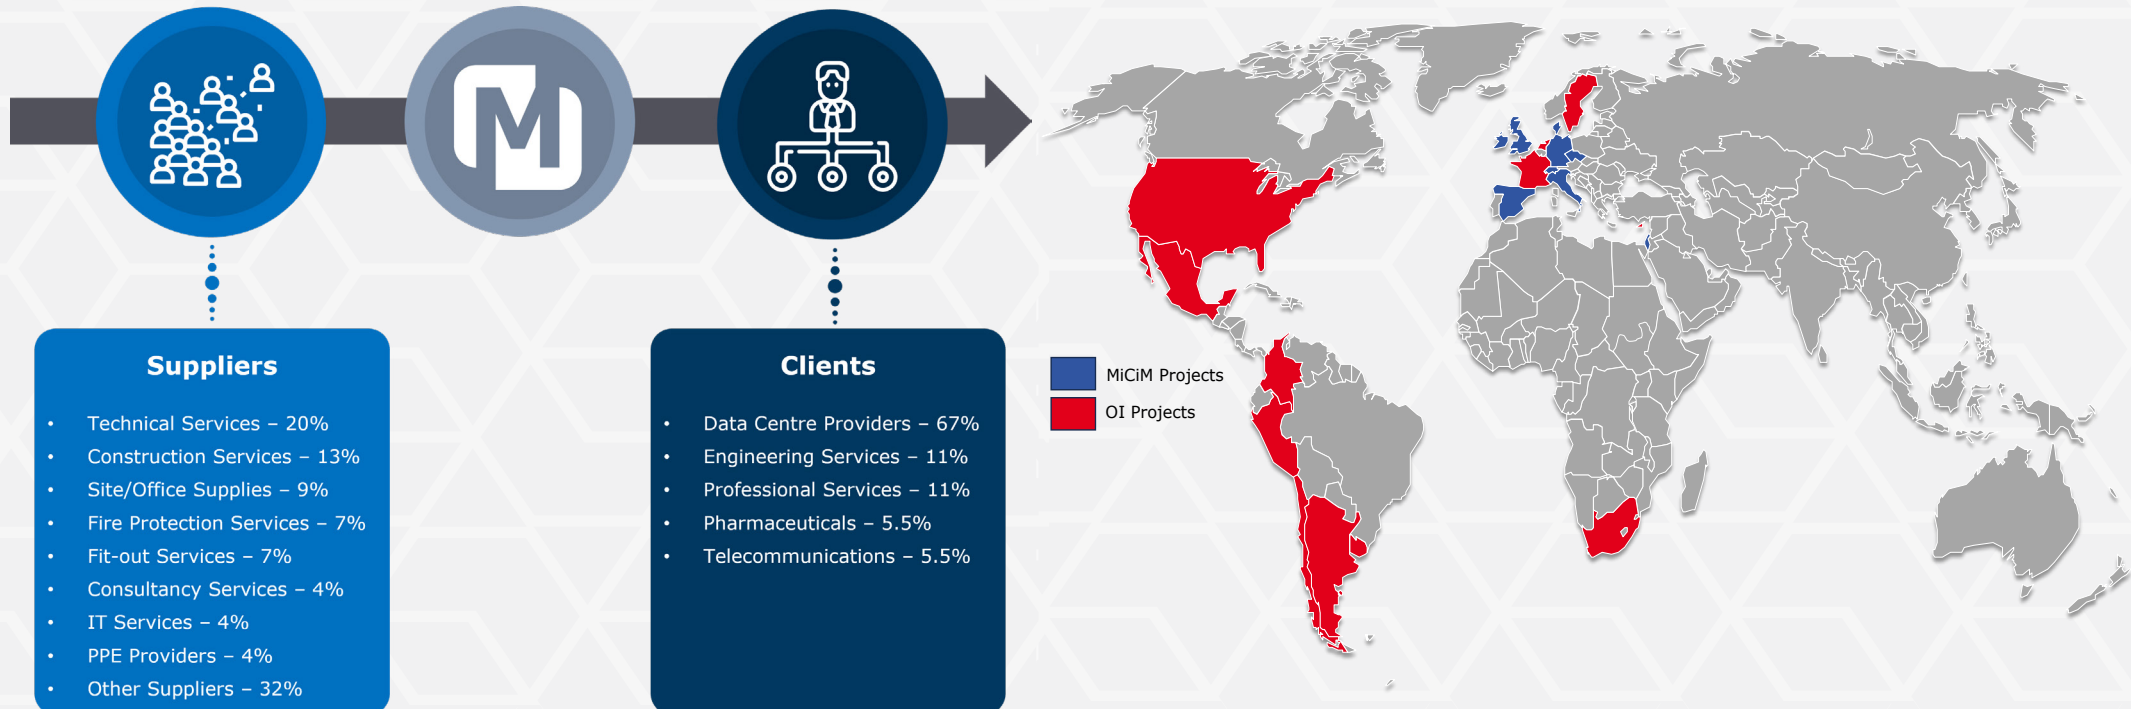 M
Suppliers
• Technical Services – 20%
• Construction Services – 13%
• Site/Office Supplies – 9%
• Fire Protection Services – 7%
• Fit-out Services – 7%
• Consultancy Services – 4%
• IT Services – 4%
• PPE Providers – 4%
• Other Suppliers – 32%
Clients
• Data Centre Providers – 67%
• Engineering Services – 11%
• Professional Services – 11%
• Pharmaceuticals – 5.5%
• Telecommunications – 5.5%
MiCiM Projects
OI Projects